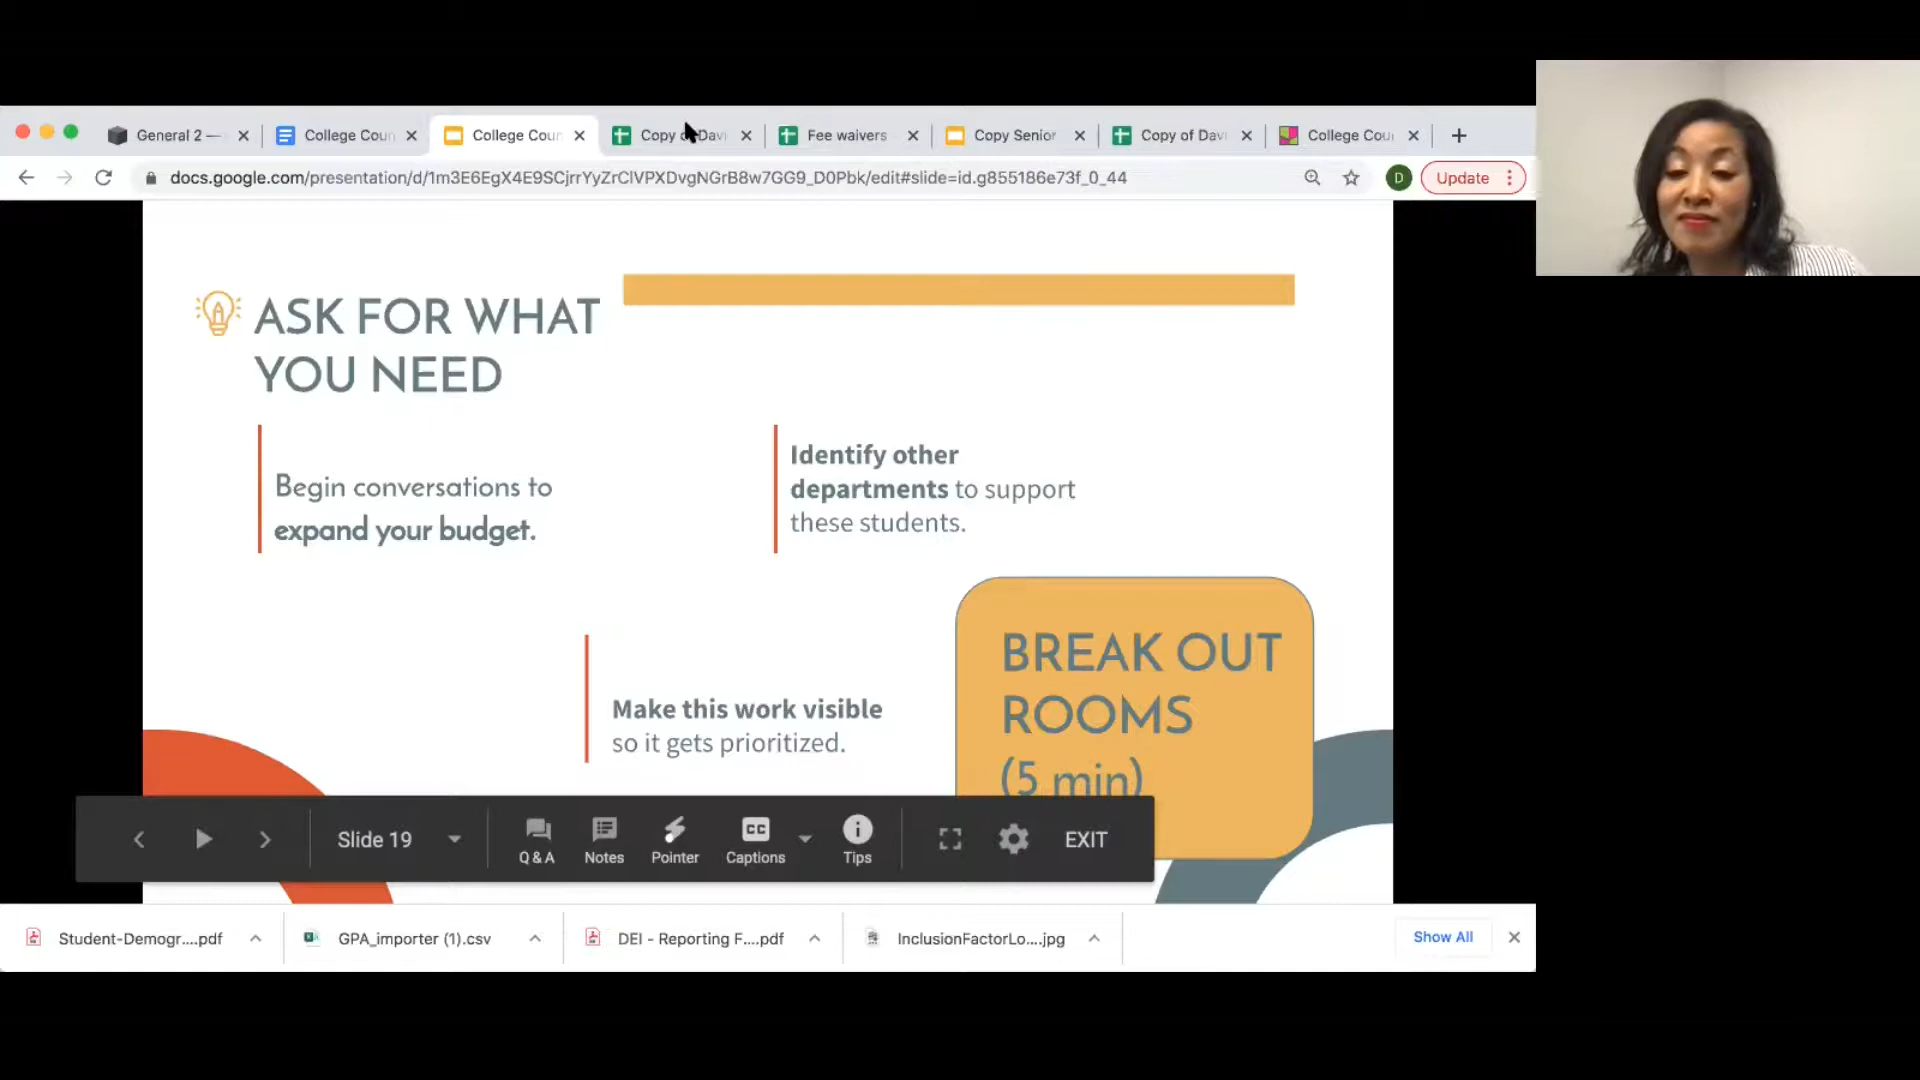 General 2 —
College Coun
College Coun
Copy of Davi
Fee waivers
Copy Senior
Copy of Davi
College Coun
docs.google.com/presentation/d/1m3E6EgX4E9SCjrrYyZrClVPXDvgNGrB8w7GG9_D0Pbk/edit#slide=id.g855186e73f_0_44
D
Update
ASK FOR WHAT
YOU NEED
Begin conversations to
expand your budget.
Identify other
departments to support
these students.
Make this work visible
so it gets prioritized.
BREAK OUT
ROOMS
(5 min)
Slide 19
Q & A
Notes
Pointer
CC
Captions
Tips
EXIT
Student-Demogr....pdf
GPA_importer (1).csv
DEI - Reporting F....pdf
InclusionFactorLo....jpg
Show All